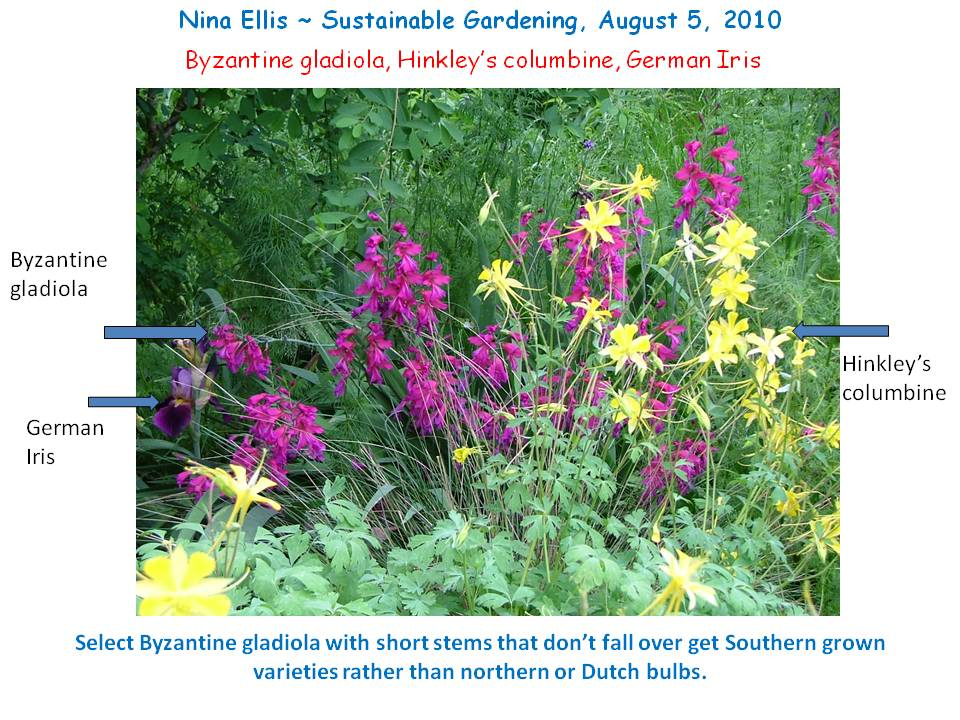 Nina Ellis ~ Sustainable Gardening, August 5, 2010
Byzantine gladiola, Hinkley's columbine, German Iris
Byzantine
gladiola
German
Iris
Hinkley's
columbine
Select Byzantine gladiola with short stems that don't fall over get Southern grown
varieties rather than northern or Dutch bulbs.